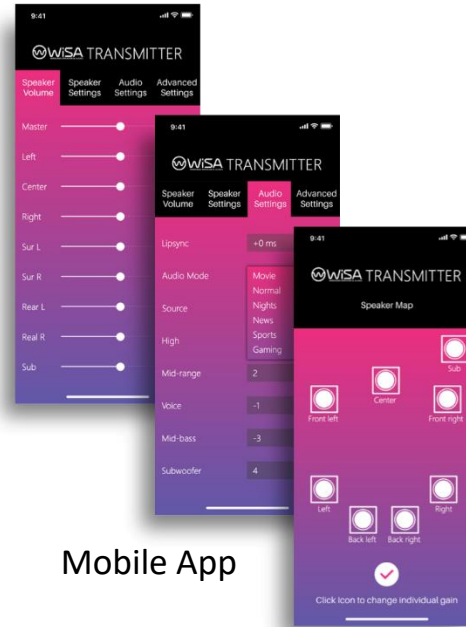 9:41
WiSA TRANSMITTER
Speaker Volume
Speaker Settings
Audio Settings
Advanced Settings
Master
Left
Center
Right
Sur L
Sur R
Rear L
Real R
Sub
9:41
WiSA TRANSMITTER
Speaker Volume
Speaker Settings
Audio Settings
Advanced Settings
Lipsync +0 ms
Audio Mode Movie
Normal
Source Nights
News
High Sports
Gaming
Mid-range 2
Voice -1
Mid-bass -3
Subwoofer 4
9:41
WiSA TRANSMITTER
Speaker Map
Sub
Center
Front left
Front right
Left
Right
Back left
Back right
Click Icon to change individual gain
Mobile App